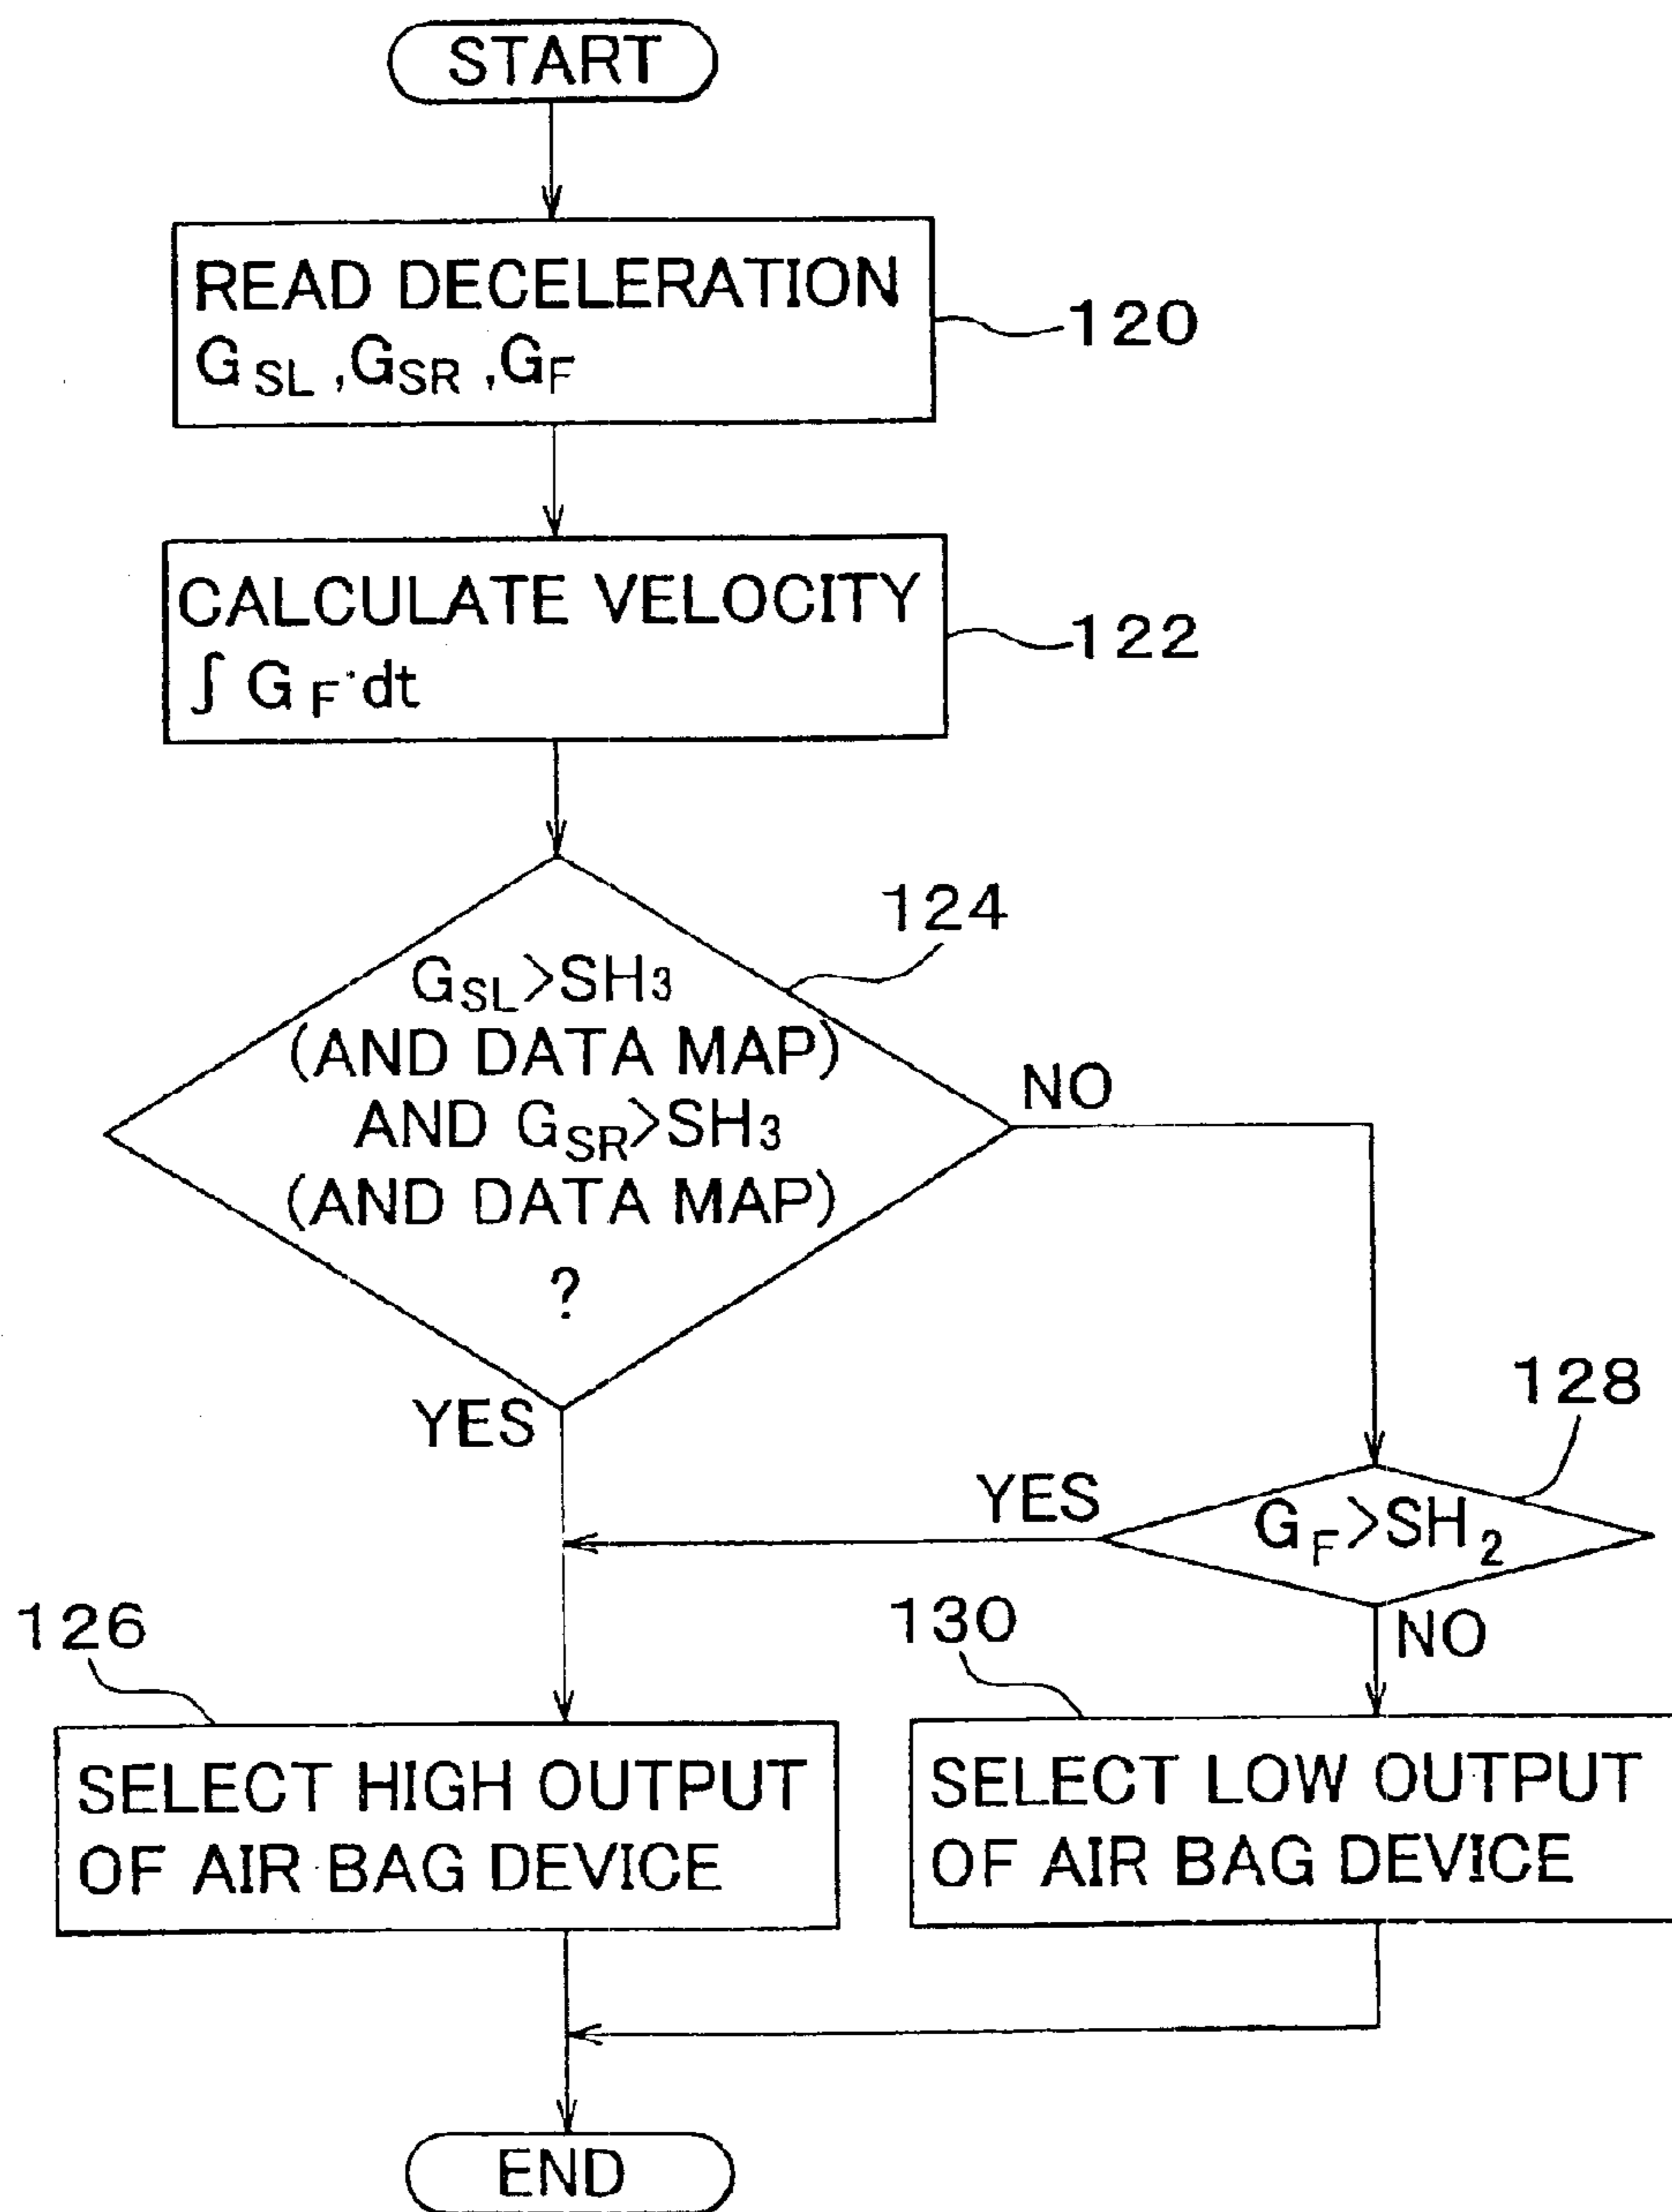 START
READ DECELERATION
G SL ,GSR ,GF
120
CALCULATE VELOCITY
∫ G F·dt
122
124
GSL>SH3
(AND DATA MAP)
AND GSR>SH3
(AND DATA MAP)
?
NO
YES
128
YES
GF>SH2
NO
126
130
SELECT HIGH OUTPUT
OF AIR BAG DEVICE
SELECT LOW OUTPUT
OF AIR BAG DEVICE
END